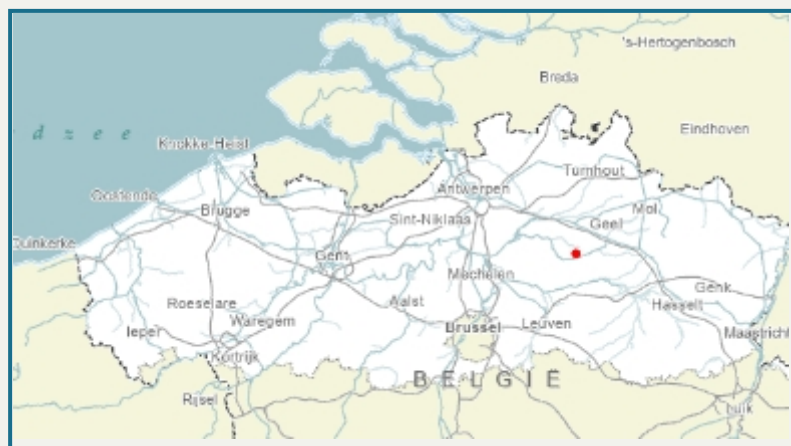 's-Hertogenbosch
Breda
dzee
Eindhoven
Knokke-Heist
Turnhout
Antwerpen
Oostende
Mol
Brugge
Sint-Niklaas
Geel
Duinkerke
Gent
Mechelen
Genk
Roeselare
Aalst
Hasselt
Ieper
Waregem
Brussel
Leuven
Maastricht
Kortrijk
BELGIË
Rijsel
Luik